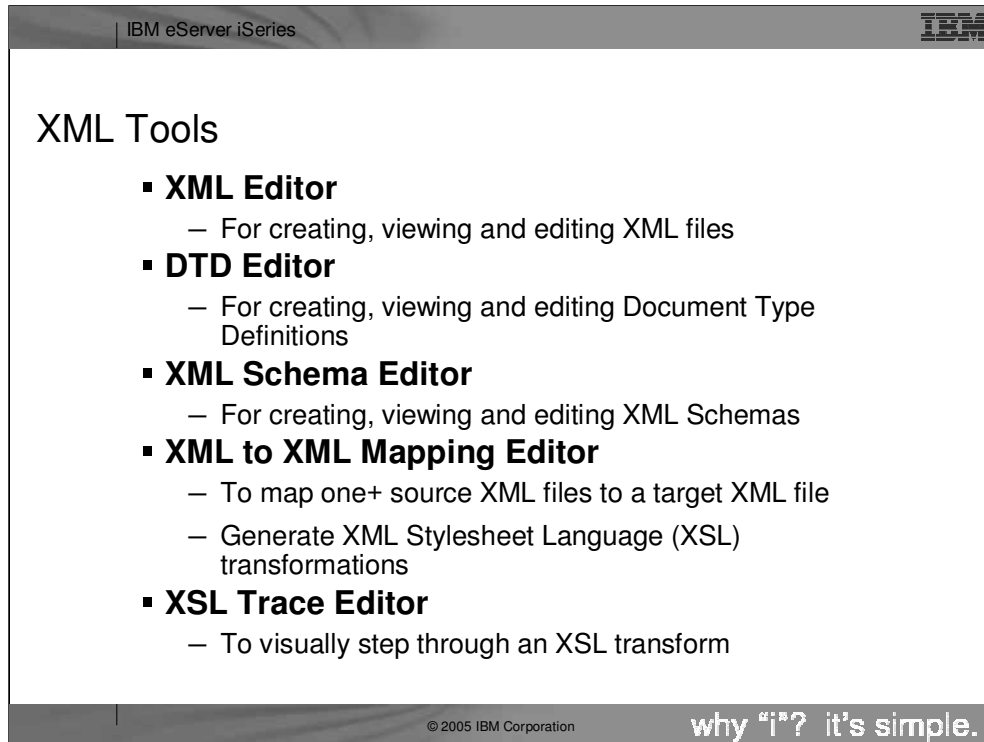 IBM eServer iSeries
IBM
XML Tools
▪ XML Editor
— For creating, viewing and editing XML files
▪ DTD Editor
— For creating, viewing and editing Document Type
Definitions
▪ XML Schema Editor
— For creating, viewing and editing XML Schemas
▪ XML to XML Mapping Editor
— To map one+ source XML files to a target XML file
— Generate XML Stylesheet Language (XSL)
transformations
▪ XSL Trace Editor
— To visually step through an XSL transform
© 2005 IBM Corporation
why "i"? it's simple.